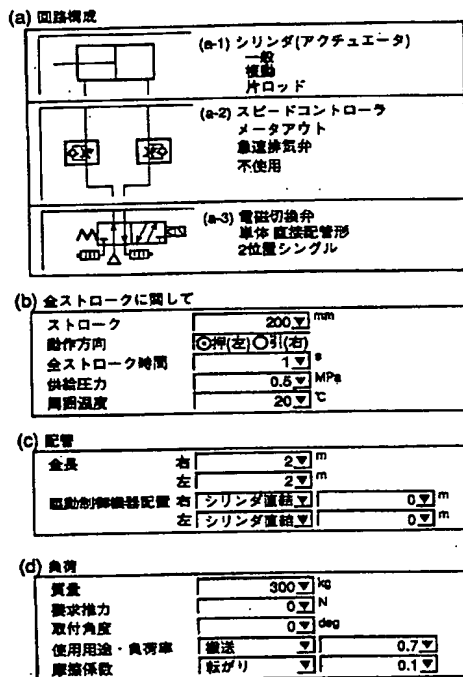 (a) 回路構成
(a-1) シリンダ(アクチュエータ)
一般
複動
片ロッド
(a-2) スピードコントローラ
メータアウト
急速排気弁
不使用
(a-3) 電磁切換弁
単体 直接配管形
2位置シングル
(b) 全ストロークに関して
ストローク 200▼ mm
動作方向 ⊙押(左)○引(右)
全ストローク時間 1▼ s
供給圧力 0.5▼ MPa
周囲温度 20▼ ℃
(c) 配管
全長 右 2▼ m
左 2▼ m
駆動制御機器配置 右 シリンダ直結▼ 0▼ m
左 シリンダ直結▼ 0▼ m
(d) 負荷
質量 300▼ kg
要求推力 0▼ N
取付角度 0▼ deg
使用用途・負荷率 搬送▼ 0.7▼
摩擦係数 転がり▼ 0.1▼